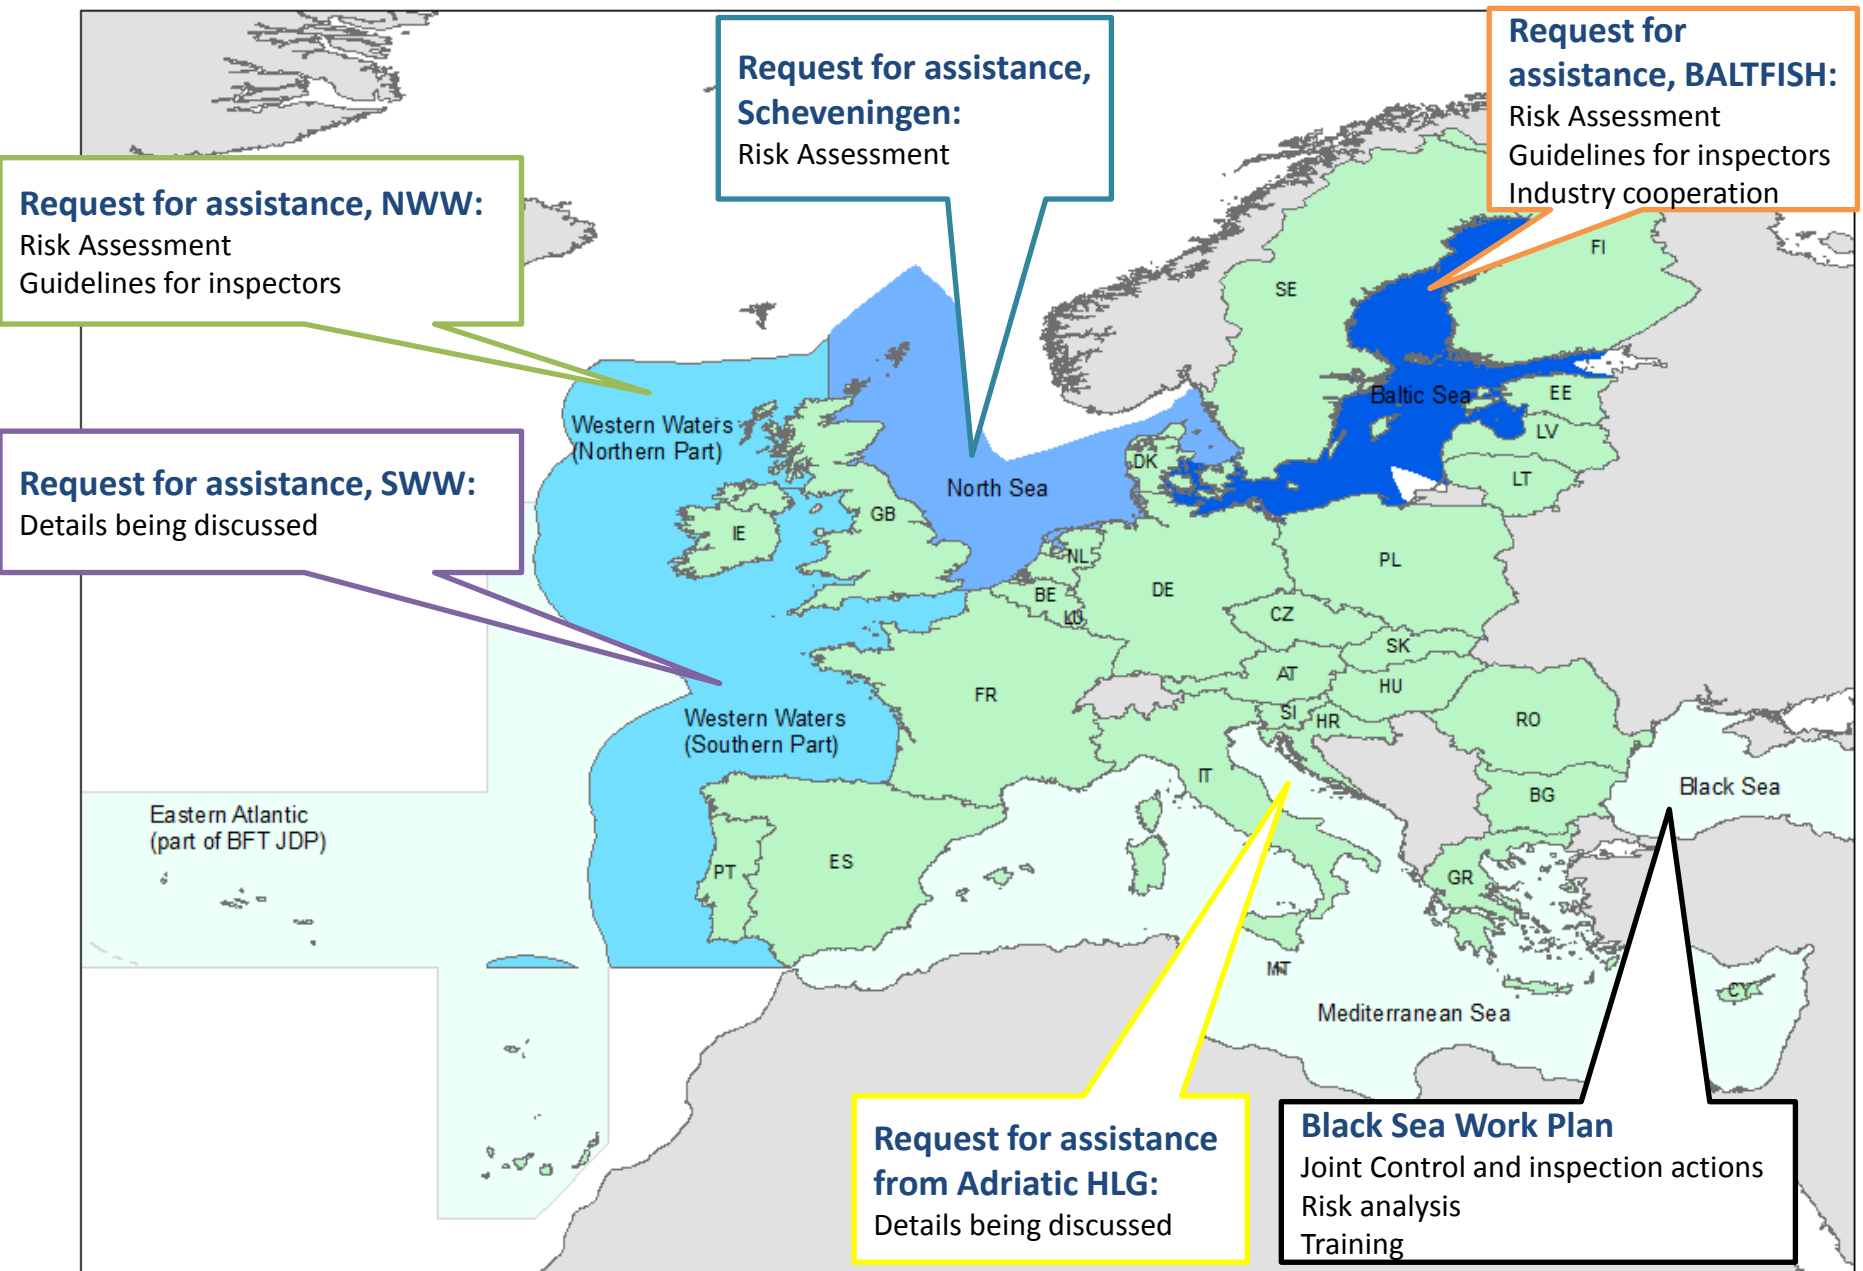 Request for assistance,
Scheveningen:
Risk Assessment
Request for
assistance, BALTFISH:
Risk Assessment
Guidelines for inspectors
Industry cooperation
Request for assistance, NWW:
Risk Assessment
Guidelines for inspectors
Request for assistance, SWW:
Details being discussed
Western Waters
(Northern Part)
North Sea
Baltic Sea
SE
FI
EE
LV
LT
DK
IE
GB
NL
BE
LU
DE
PL
CZ
SK
AT
HU
FR
SI
HR
RO
Western Waters
(Southern Part)
IT
BG
Black Sea
Eastern Atlantic
(part of BFT JDP)
PT
ES
GR
MT
CY
Mediterranean Sea
Request for assistance
from Adriatic HLG:
Details being discussed
Black Sea Work Plan
Joint Control and inspection actions
Risk analysis
Training